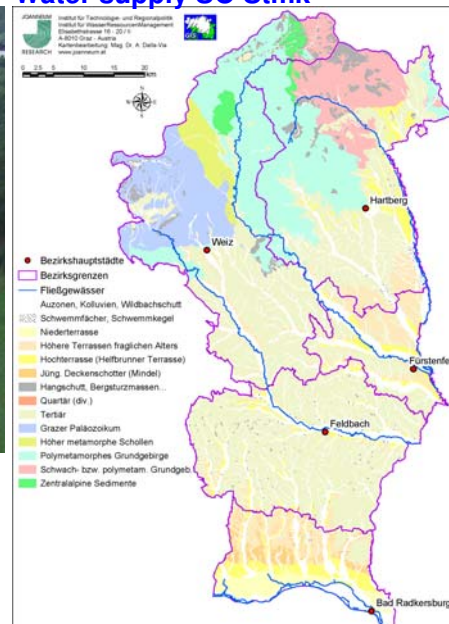 Water supply SC Stmk
JOANNEUM
RESEARCH
Institut für Technologie- und Regionalpolitik
Institut für WasserRessourcenManagement
Elisabethstrasse 16 - 20 / II
A-8010 Graz - Austria
Kartenbearbeitung: Mag. Dr. A. Dalla-Via
www.joanneum.at
GIS
0 2.5 5 10 15 20
km
N
Hartberg
Weiz
Fürstenfe
Feldbach
Bad Radkersburg
Bezirkshauptstädte
Bezirksgrenzen
Fließgewässer
Auzonen, Kolluvien, Wildbachschutt
Schwemmfächer, Schwemmkegel
Niederterrasse
Höhere Terrassen fraglichen Alters
Hochterrasse (Helfbrunner Terrasse)
Jüng. Deckenschotter (Mindel)
Hangschutt, Bergsturzmassen...
Quartär (div.)
Tertiär
Grazer Paläozoikum
Höher metamorphe Schollen
Polymetamorphes Grundgebirge
Schwach- bzw. polymetam. Grundgeb.
Zentralalpine Sedimente